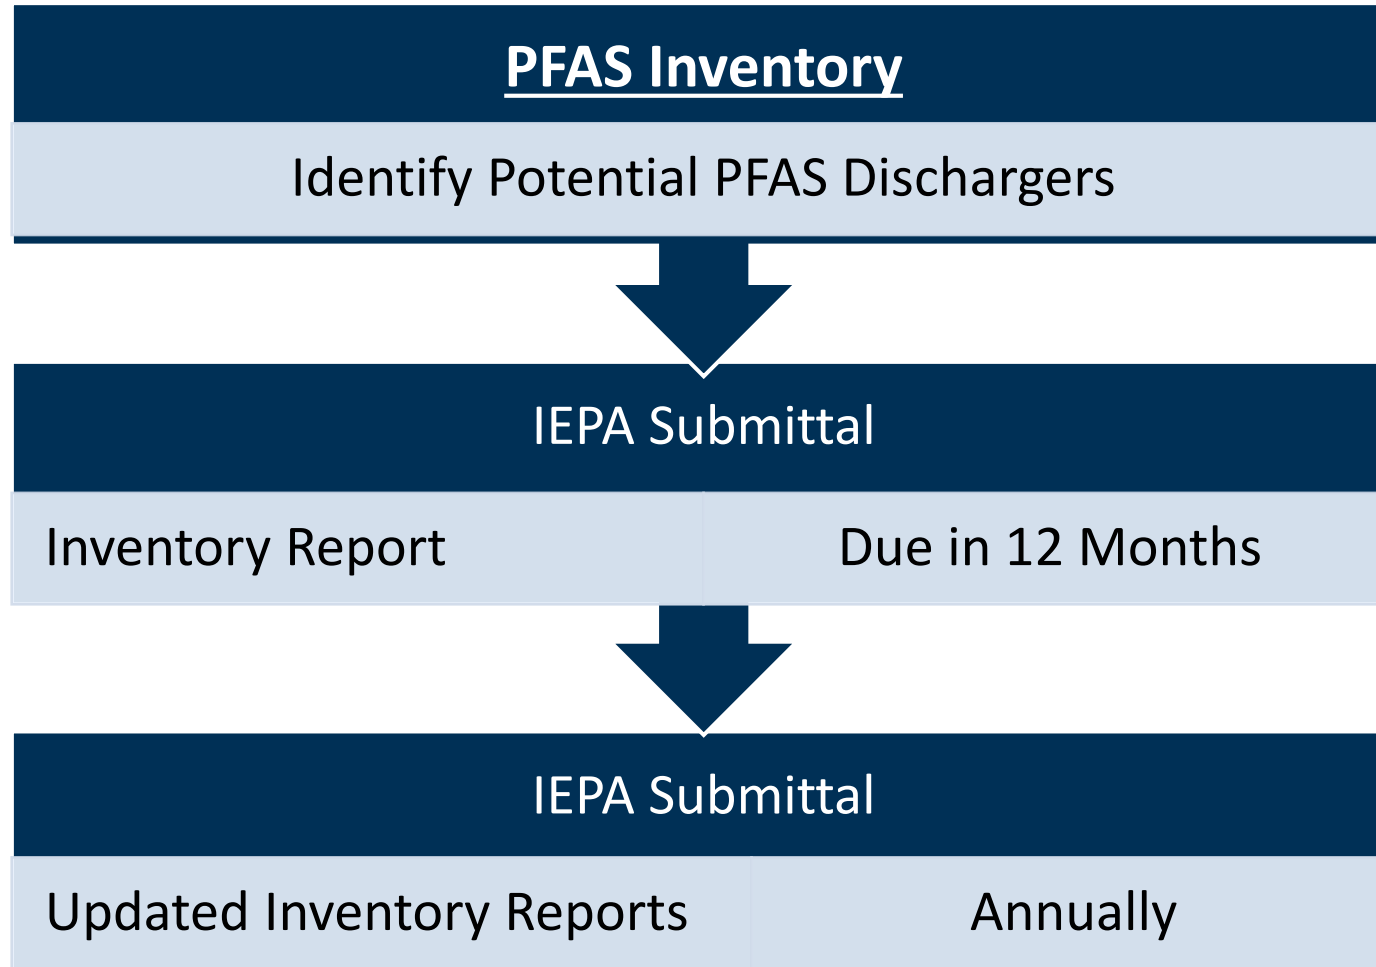 PFAS Inventory
Identify Potential PFAS Dischargers
IEPA Submittal
Inventory Report
Due in 12 Months
IEPA Submittal
Updated Inventory Reports
Annually